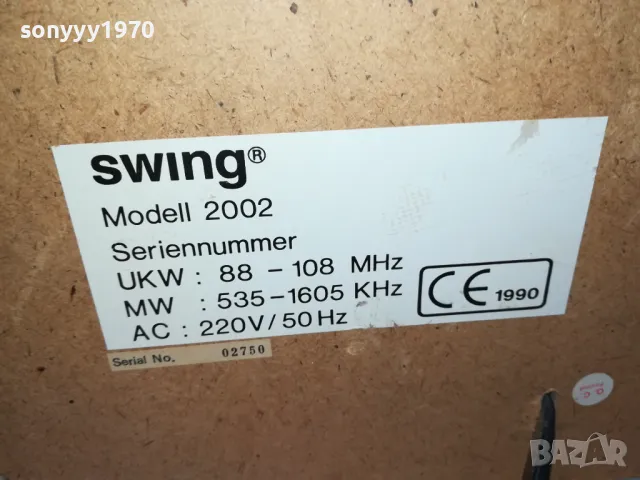 sonyyy1970
swing®
Modell 2002
Seriennummer
UKW : 88 - 108 MHz
MW : 535-1605 KHz
AC : 220V/50Hz
CE 1990
Serial No. 02750
Q.C.
BAZAR